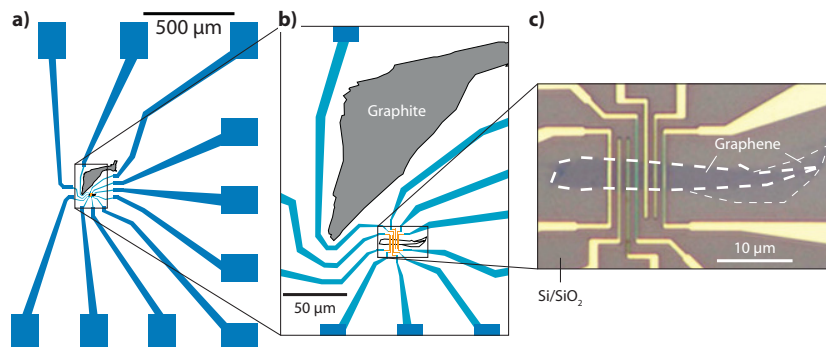 a)
500 μm
b)
Graphite
50 μm
c)
Graphene
10 μm
Si/SiO₂